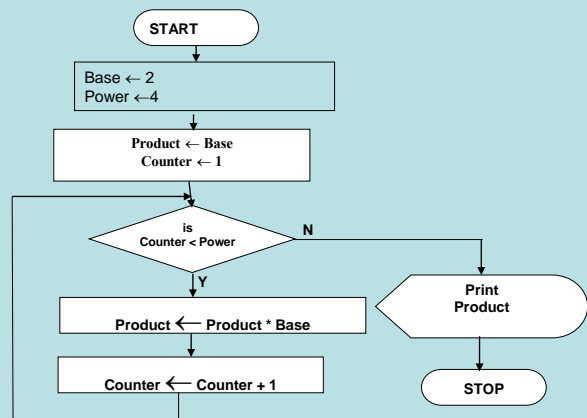 START
Base ← 2
Power ←4
Product ← Base
Counter ← 1
is
Counter < Power
N
Y
Product ← Product * Base
Counter ← Counter + 1
Print
Product
STOP